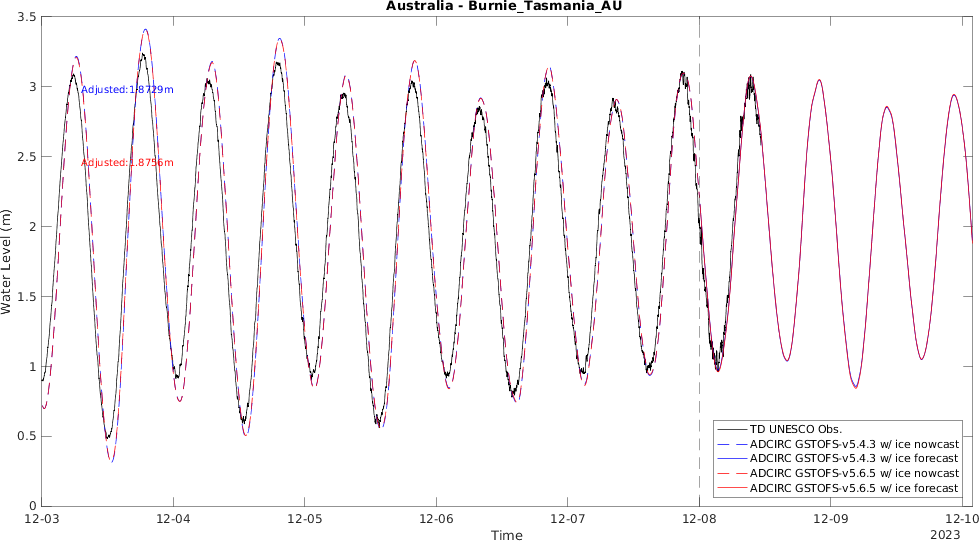 Australia - Burnie_Tasmania_AU
Water Level (m)
3.5
3
2.5
2
1.5
1
0.5
0
Adjusted:1.8729m
Adjusted:1.8756m
TD UNESCO Obs.
ADCIRC GSTOFS-v5.4.3 w/ ice nowcast
ADCIRC GSTOFS-v5.4.3 w/ ice forecast
ADCIRC GSTOFS-v5.6.5 w/ ice nowcast
ADCIRC GSTOFS-v5.6.5 w/ ice forecast
12-03 12-04 12-05 12-06 12-07 12-08 12-09 12-10
Time
2023